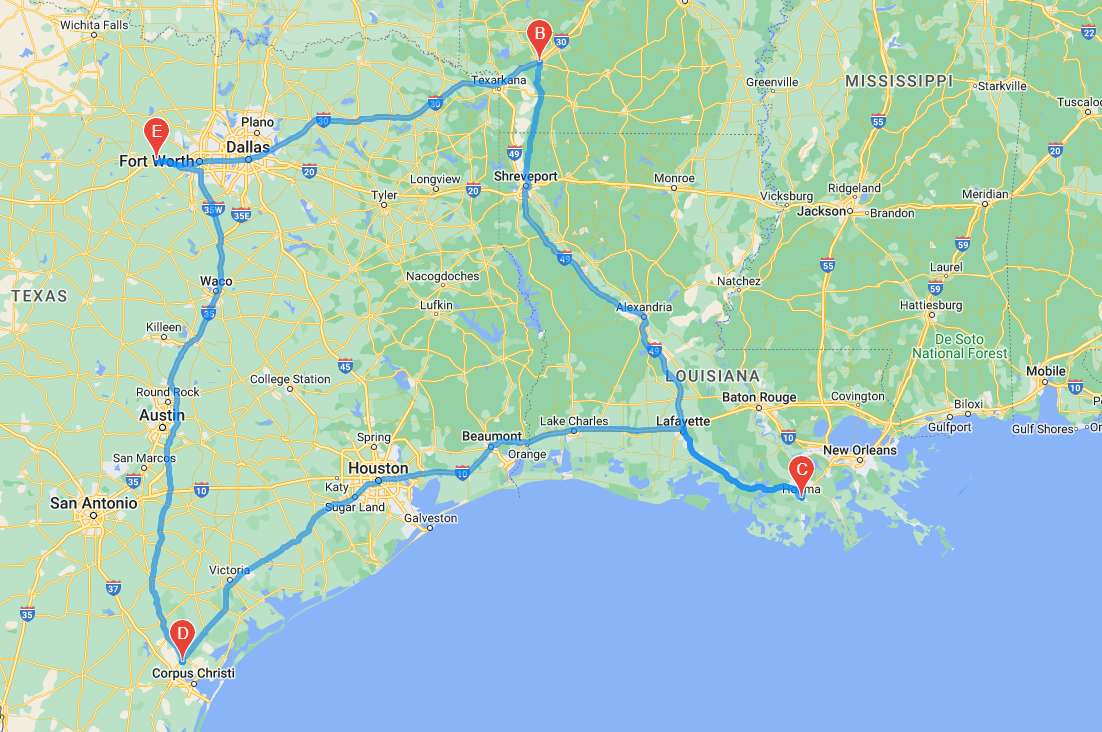 Wichita Falls
B
30
22
Texarkana
Greenville
MISSISSIPPI
Starkville
30
30
Plano
55
Tuscaloo
E
Fort Worth
Dallas
49
20
20
Longview
Shreveport
Monroe
20
Tyler
Vicksburg
Ridgeland
Meridian
35W
35E
Jackson
Brandon
59
49
55
Laurel
Nacogdoches
Natchez
59
TEXAS
Waco
Lufkin
Alexandria
Hattiesburg
35
Killeen
49
De Soto
National Forest
45
College Station
LOUISIANA
Mobile
10
Round Rock
Baton Rouge
Covington
Biloxi
Austin
Lake Charles
Lafayette
Gulfport
Gulf Shores
Spring
Beaumont
10
New Orleans
San Marcos
Orange
35
Houston
10
C
10
Katy
San Antonio
Sugar Land
Galveston
Victoria
37
35
D
Corpus Christi